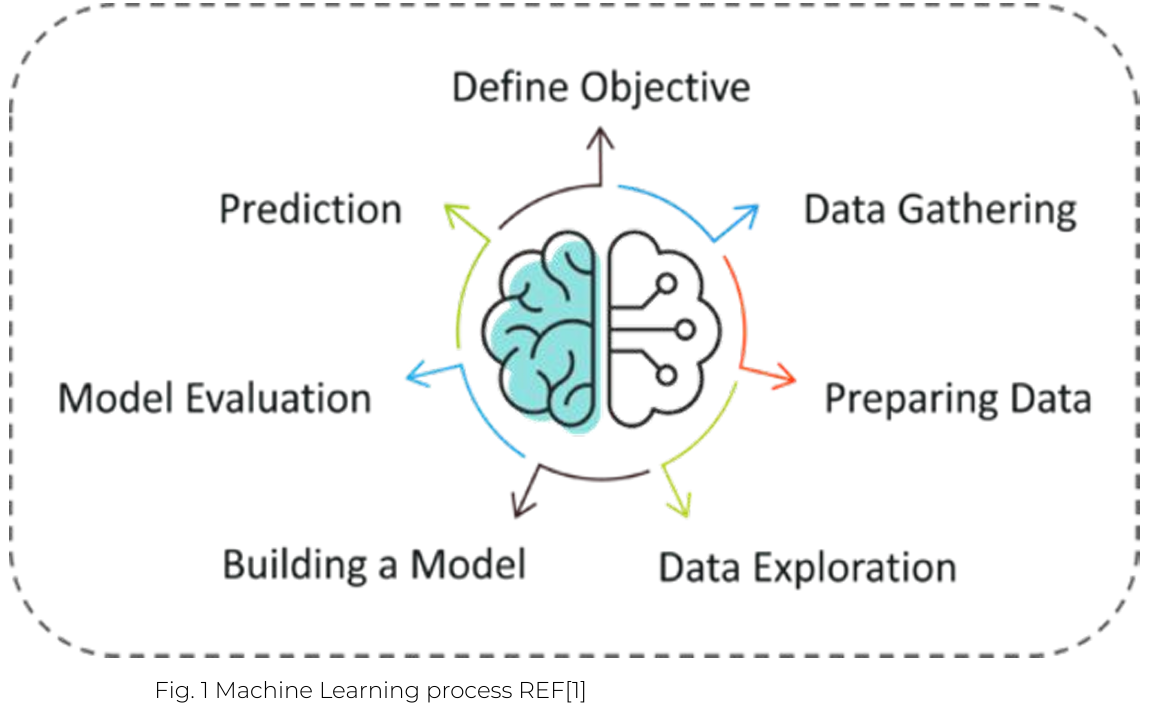 Define Objective
Prediction
Data Gathering
Model Evaluation
Preparing Data
Building a Model
Data Exploration
Fig. 1 Machine Learning process REF[1]